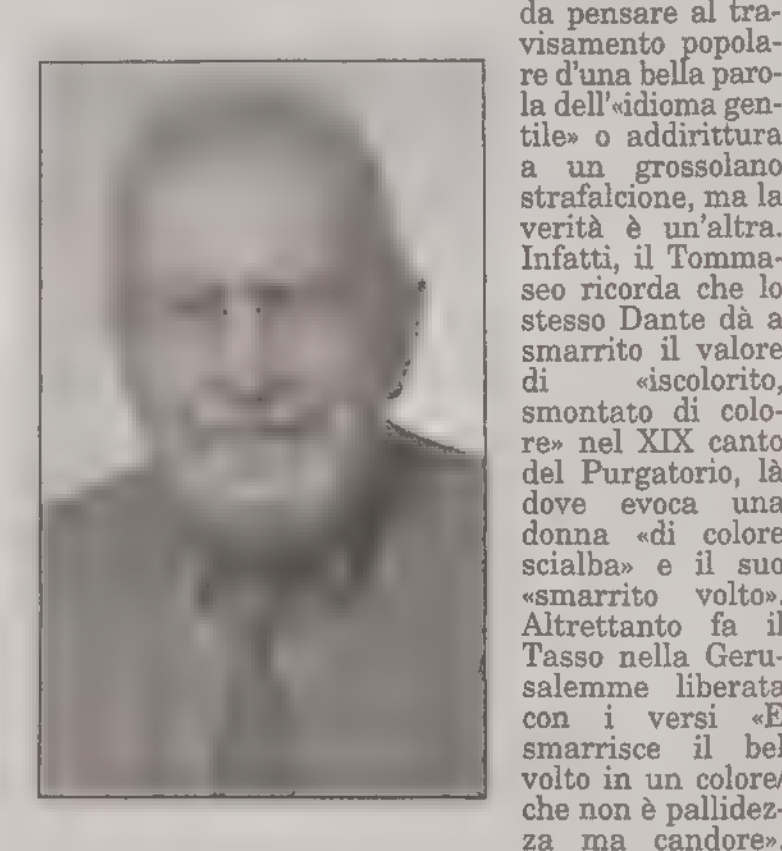 da pensare al tra-
visamento popola-
re d'una bella paro-
la dell'«idioma gen-
tile» o addirittura
a un grossolano
strafalcione, ma la
verità è un'altra.
Infatti, il Tomma-
seo ricorda che lo
stesso Dante dà a
smarrito il valore
di «iscolorito,
smontato di colo-
re» nel XIX canto
del Purgatorio, là
dove evoca una
donna «di colore
scialba» e il suo
«smarrito volto».
Altrettanto fa il
Tasso nella Geru-
salemme liberata
con i versi «E
smarrisce il bel
volto in un colore/
che non è pallidez-
za ma candore».